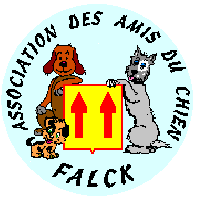 ASSOCIATION DES AMIS DU CHIEN
FALCK